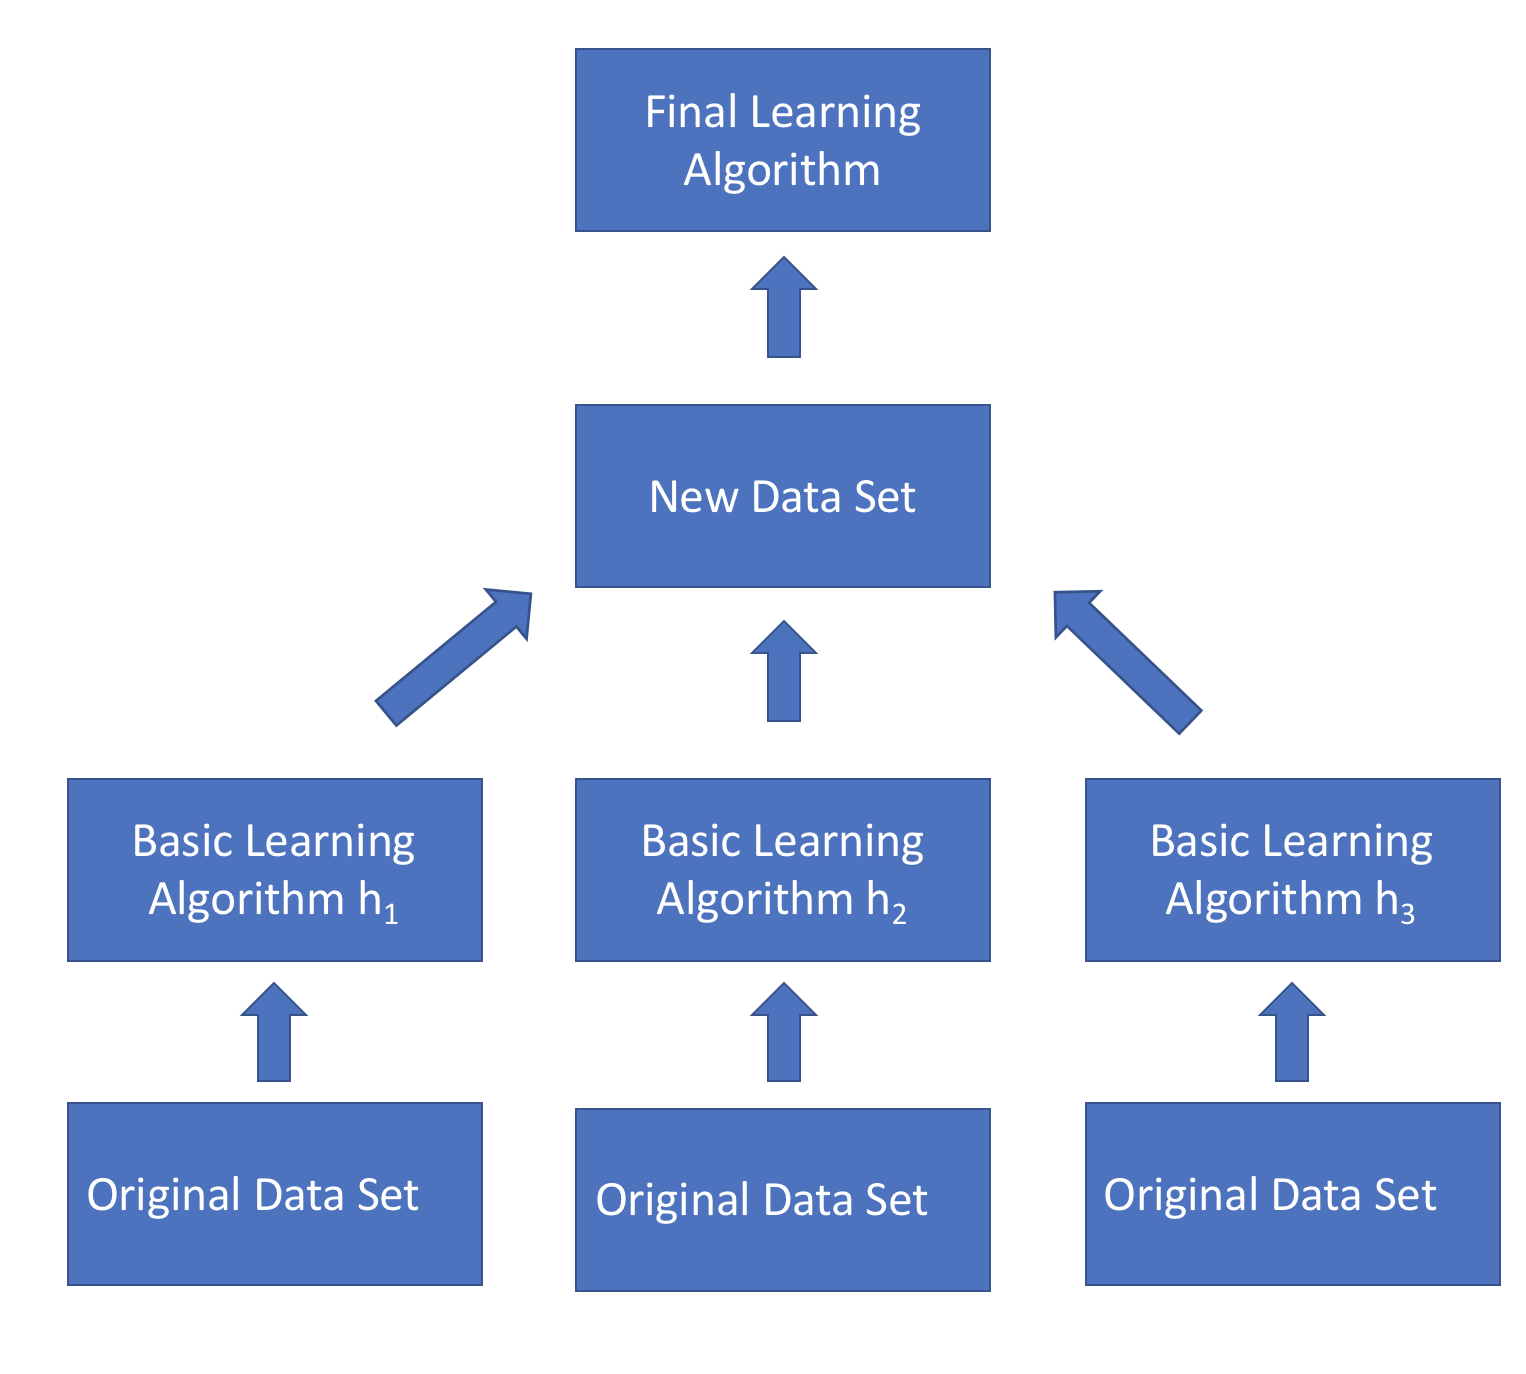 Final Learning
Algorithm
New Data Set
Basic Learning
Algorithm h₁
Basic Learning
Algorithm h₂
Basic Learning
Algorithm h₃
Original Data Set
Original Data Set
Original Data Set